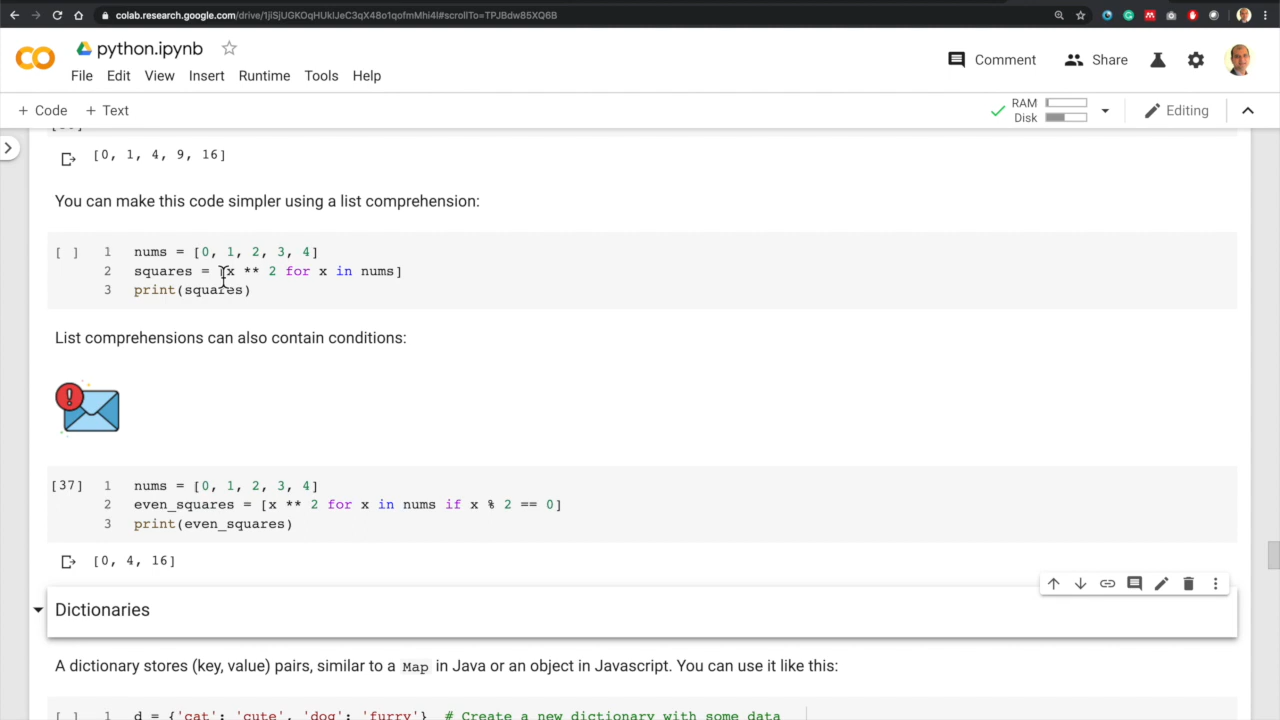 colab.research.google.com/drive/1jiSjUGKOqHUkIJeC3qX48o1qofmMhi4l#scrollTo=TPJBdw85XQ6B
python.ipynb
File Edit View Insert Runtime Tools Help
Comment Share
+ Code + Text
RAM
Disk
Editing
[0, 1, 4, 9, 16]
You can make this code simpler using a list comprehension:
[ ] 1 nums = [0, 1, 2, 3, 4]
2 squares = [x ** 2 for x in nums]
3 print(squares)
List comprehensions can also contain conditions:
[37] 1 nums = [0, 1, 2, 3, 4]
2 even_squares = [x ** 2 for x in nums if x % 2 == 0]
3 print(even_squares)
[0, 4, 16]
Dictionaries
A dictionary stores (key, value) pairs, similar to a Map in Java or an object in Javascript. You can use it like this:
[ ] 1 d = {'cat': 'cute', 'dog': 'furry'} # Create a new dictionary with some data